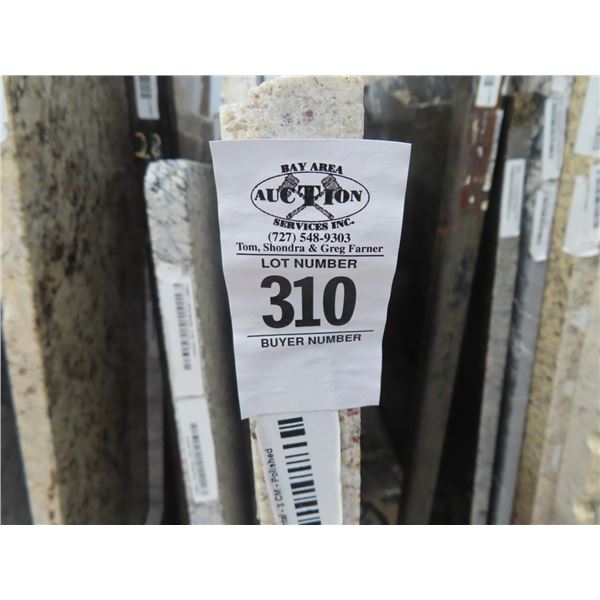 BAY AREA
AUCTION
SERVICES INC.
(727) 548-9303
Tom, Shondra & Greg Farner
LOT NUMBER
310
BUYER NUMBER
- 3 CM - Polished
28